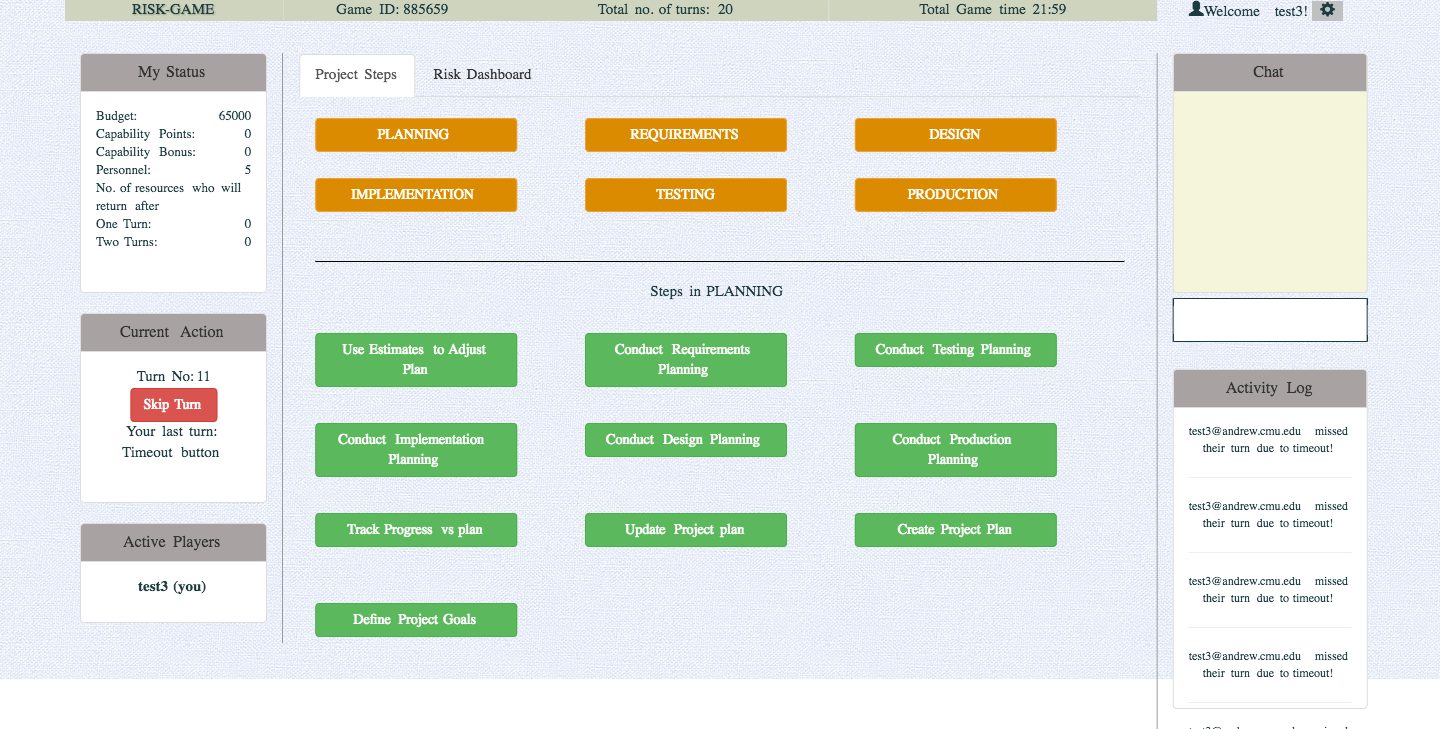 RISK-GAME
Game ID: 885659
Total no. of turns: 20
Total Game time 21:59
Welcome test3!
My Status
Budget: 65000
Capability Points: 0
Capability Bonus: 0
Personnel: 5
No. of resources who will
return after
One Turn: 0
Two Turns: 0
Current Action
Turn No: 11
Skip Turn
Your last turn:
Timeout button
Active Players
test3 (you)
Project Steps
Risk Dashboard
PLANNING
REQUIREMENTS
DESIGN
IMPLEMENTATION
TESTING
PRODUCTION
Steps in PLANNING
Use Estimates to Adjust
Plan
Conduct Requirements
Planning
Conduct Testing Planning
Conduct Implementation
Planning
Conduct Design Planning
Conduct Production
Planning
Track Progress vs plan
Update Project plan
Create Project Plan
Define Project Goals
Chat
Activity Log
test3@andrew.cmu.edu missed
their turn due to timeout!
test3@andrew.cmu.edu missed
their turn due to timeout!
test3@andrew.cmu.edu missed
their turn due to timeout!
test3@andrew.cmu.edu missed
their turn due to timeout!